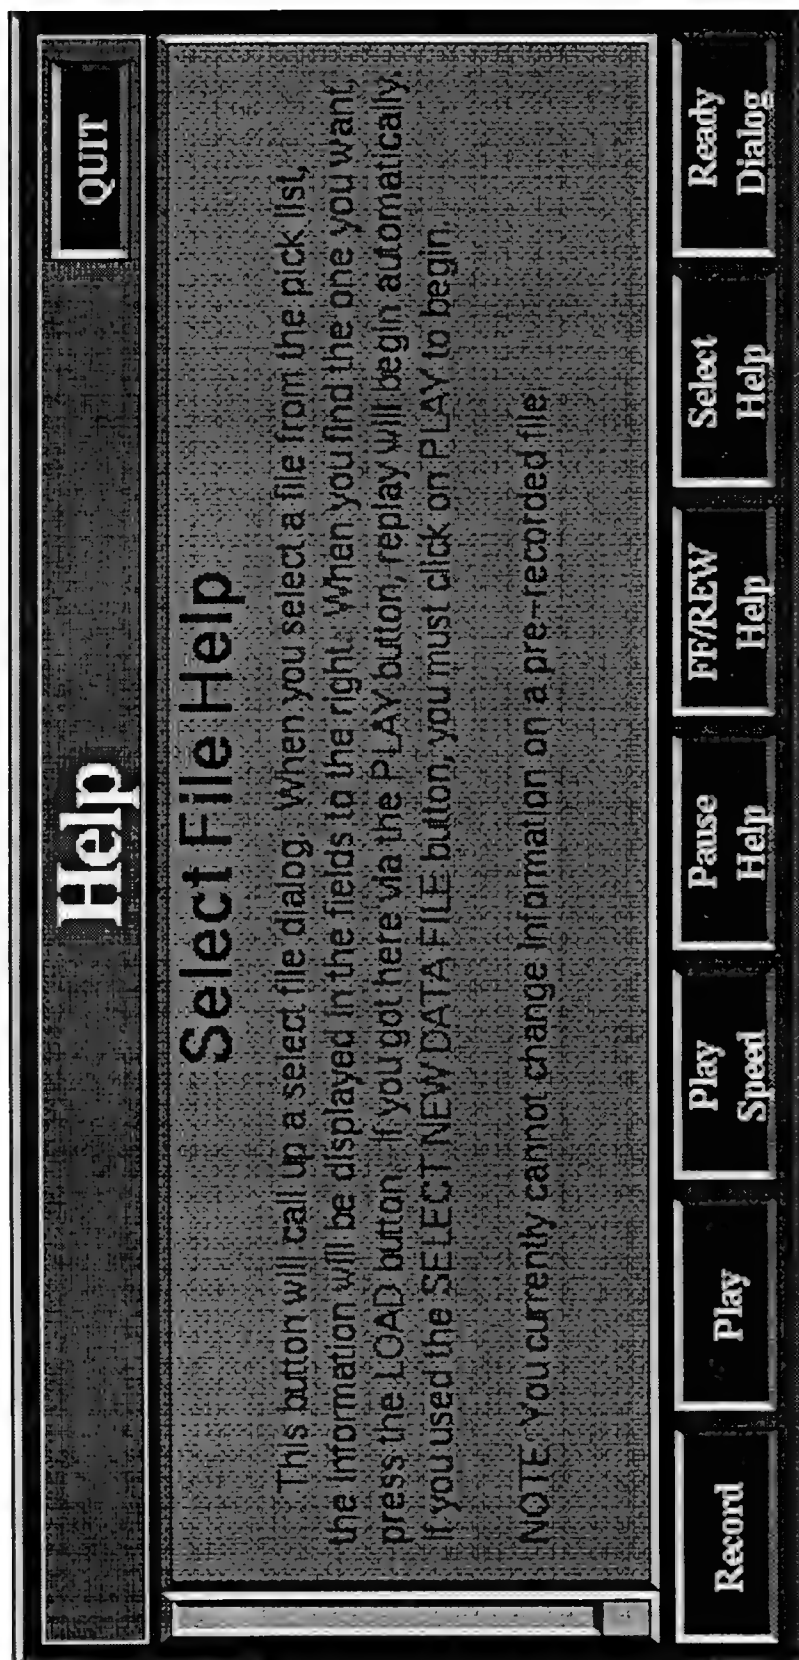 Help
QUIT
Select File Help
This button will call up a select file dialog. When you select a file from the pick list,
the information will be displayed in the fields to the right. When you find the one you want,
press the LOAD button. If you got here via the PLAY button, replay will begin automatically.
If you used the SELECT NEW DATA FILE button, you must click on PLAY to begin.
NOTE: You currently cannot change Information on a pre-recorded file.
Record
Play
Play
Speed
Pause
Help
FF/REW
Help
Select
Help
Ready
Dialog